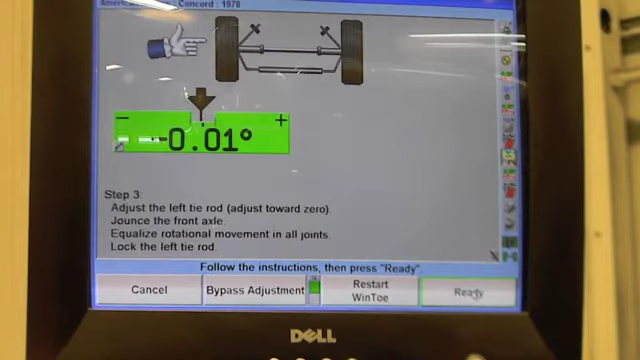 Concord : 1978
- +
-0.01°
Step 3:
Adjust the left tie rod (adjust toward zero).
Jounce the front axle.
Equalize rotational movement in all joints.
Lock the left tie rod.
Follow the instructions, then press "Ready".
Cancel
Bypass Adjustment
Restart
WinToe
Ready
DELL